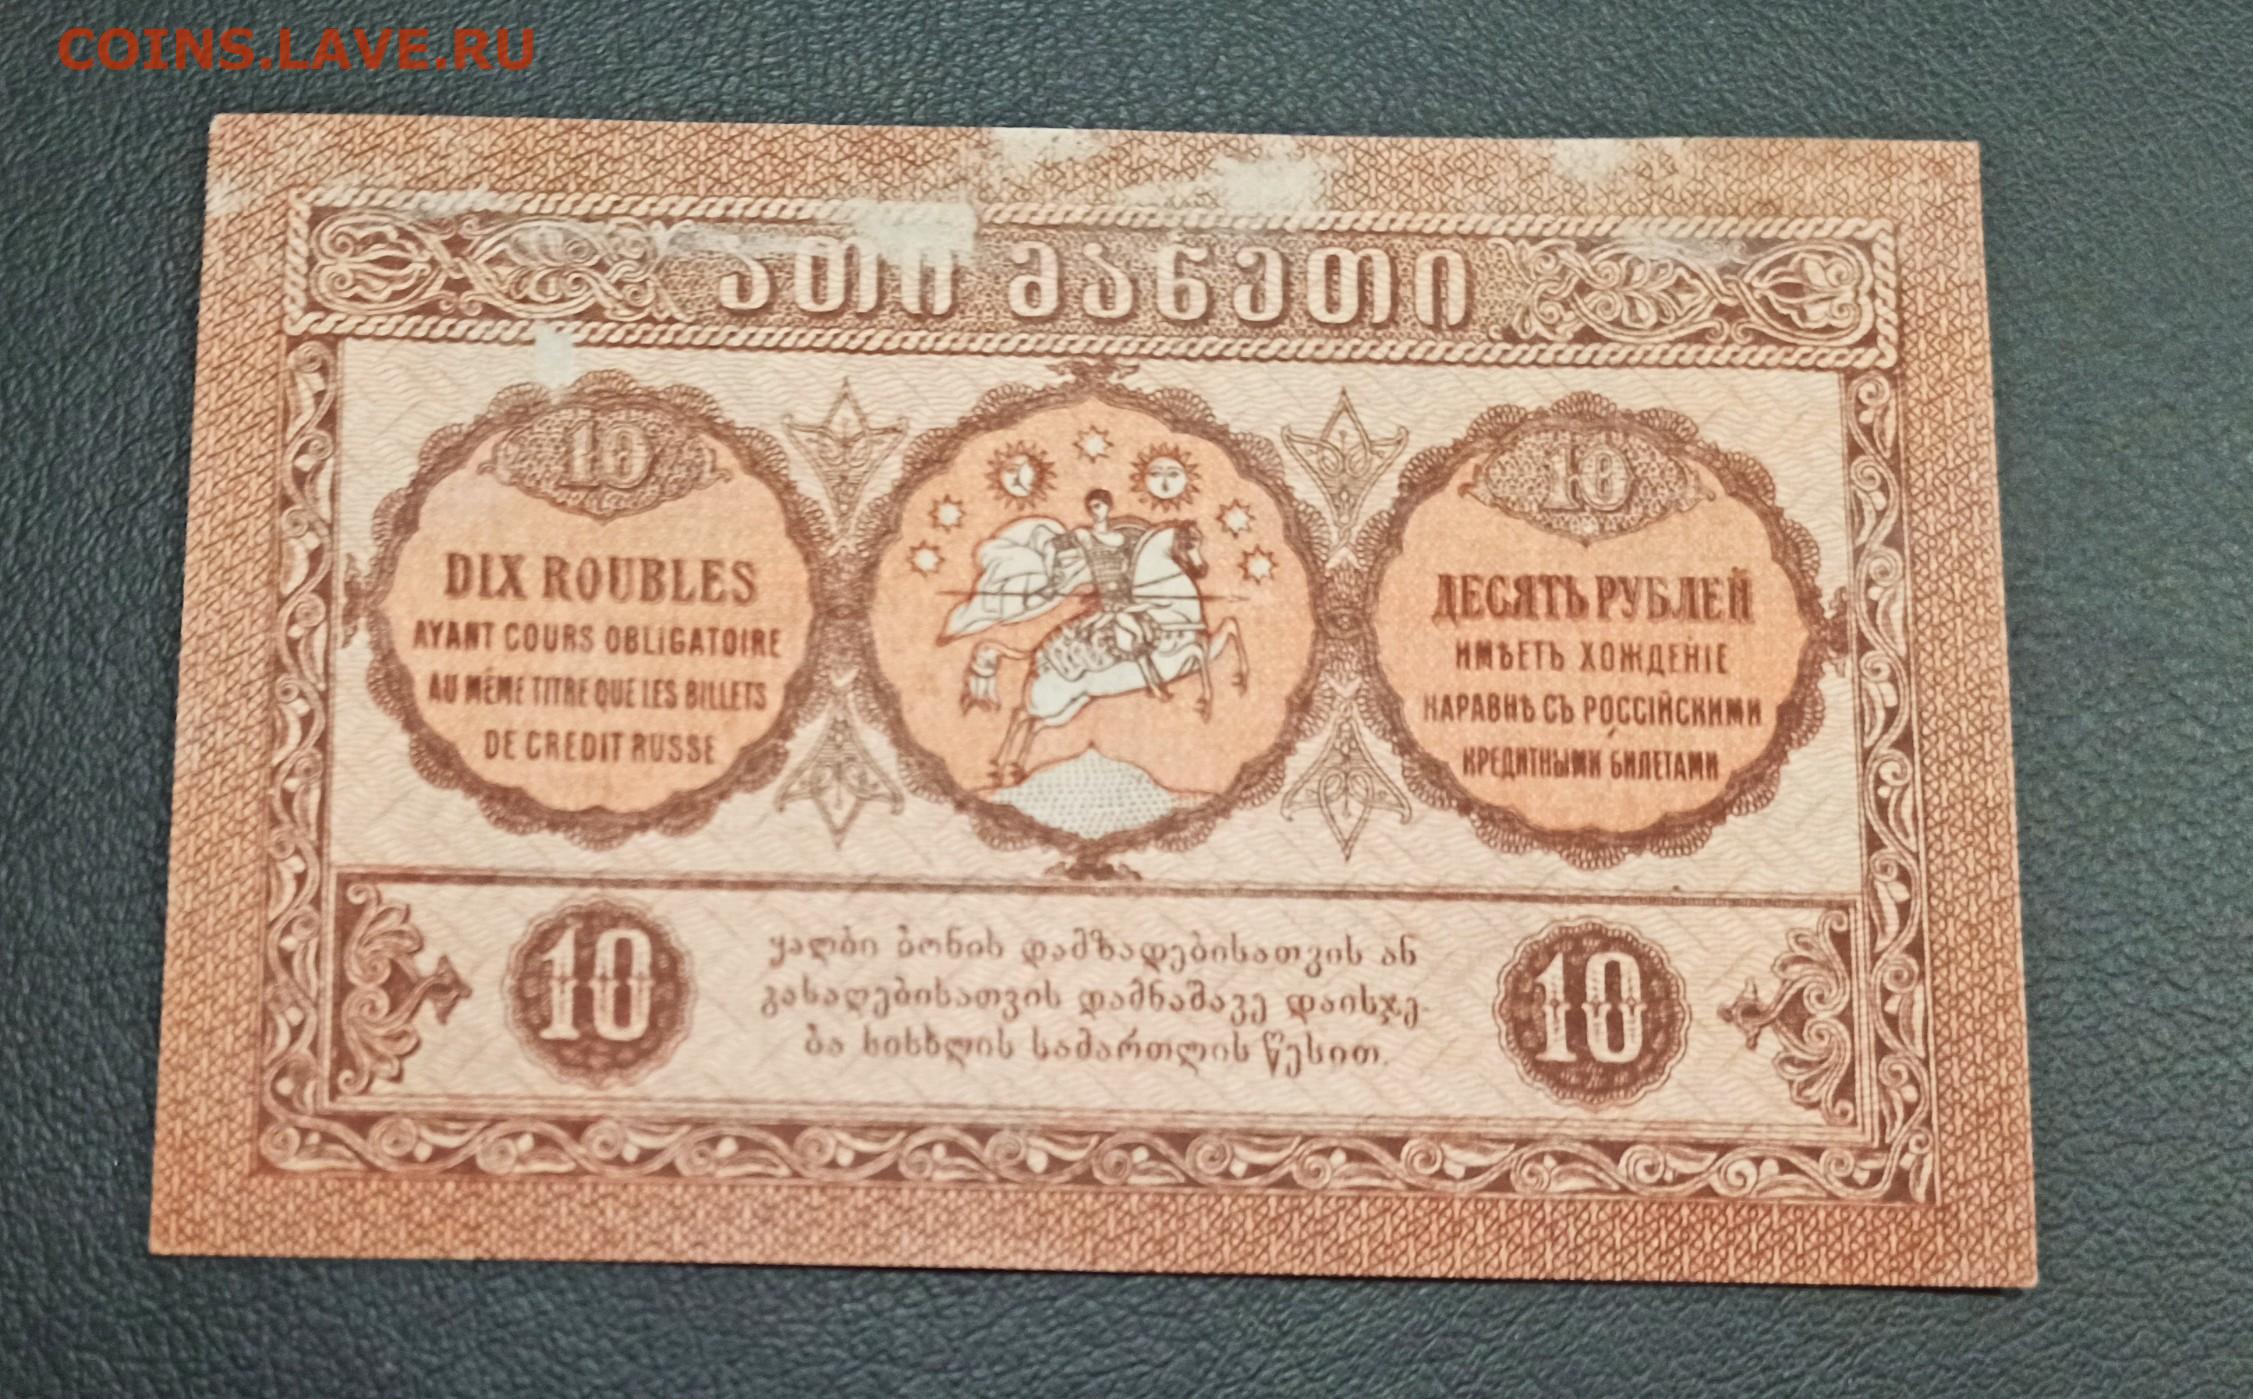 COINS.LAVE.RU
ათი მანეთი
10
DIX ROUBLES
AYANT COURS OBLIGATOIRE
AU MÊME TITRE QUE LES BILLETS
DE CREDIT RUSSE
10
ДЕСЯТЬ РУБЛЕЙ
ИМѢЕТЪ ХОЖДЕНІЕ
НАРАВНѢ СЪ РОССІЙСКИМИ
КРЕДИТНЫМИ БИЛЕТАМИ
10
ყალბი ბონის დამზადებისათვის ან
გასაღებისათვის დამნაშავე დაისჯე-
ბა სისხლის სამართლის წესით.
10